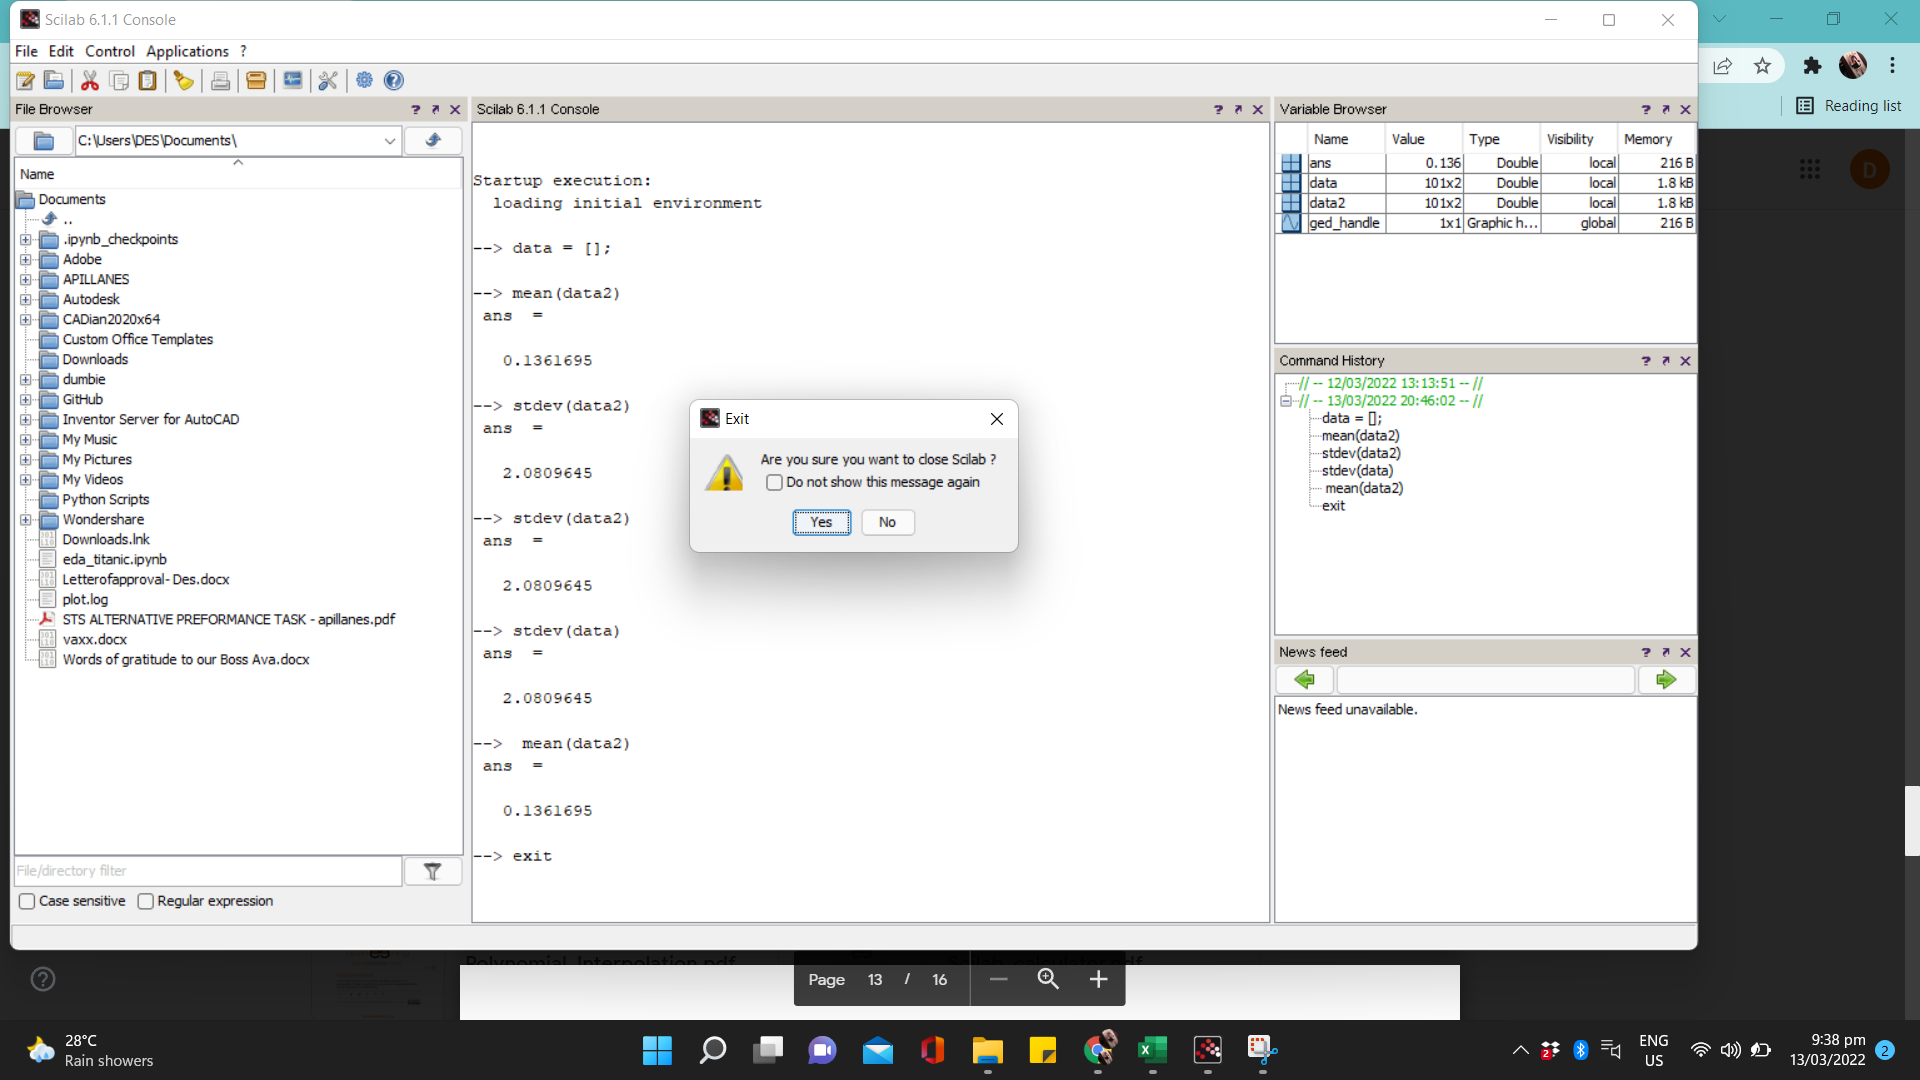 Scilab 6.1.1 Console
File Edit Control Applications ?
Reading list
File Browser
C:\Users\DES\Documents\
Name
Documents
..
.ipynb_checkpoints
Adobe
APILLANES
Autodesk
CADian2020x64
Custom Office Templates
Downloads
dumbie
GitHub
Inventor Server for AutoCAD
My Music
My Pictures
My Videos
Python Scripts
Wondershare
Downloads.lnk
eda_titanic.ipynb
Letterofapproval- Des.docx
plot.log
STS ALTERNATIVE PREFORMANCE TASK - apillanes.pdf
vaxx.docx
Words of gratitude to our Boss Ava.docx
File/directory filter
Case sensitive Regular expression
Scilab 6.1.1 Console
Startup execution:
loading initial environment
--> data = [];
--> mean(data2)
ans =
0.1361695
--> stdev(data2)
ans =
2.0809645
--> stdev(data2)
ans =
2.0809645
--> stdev(data)
ans =
2.0809645
--> mean(data2)
ans =
0.1361695
--> exit
Exit
Are you sure you want to close Scilab ?
Do not show this message again
Yes No
Variable Browser
Name Value Type Visibility Memory
ans 0.136 Double local 216 B
data 101x2 Double local 1.8 kB
data2 101x2 Double local 1.8 kB
ged_handle 1x1 Graphic h... global 216 B
D
Command History
// -- 12/03/2022 13:13:51 -- //
// -- 13/03/2022 20:46:02 -- //
data = [];
mean(data2)
stdev(data2)
stdev(data)
mean(data2)
exit
News feed
News feed unavailable.
Page 13 / 16
28°C
Rain showers
ENG
US
9:38 pm
13/03/2022
2